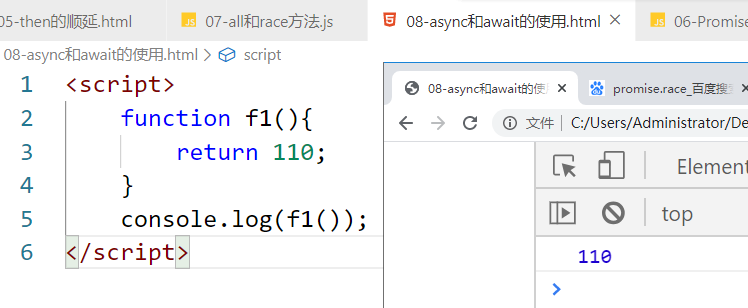 05-then的顺延.html
07-all和race方法.js
08-async和await的使用.html
06-Promise
08-async和await的使用.html > script
1 <script>
2 function f1(){
3 return 110;
4 }
5 console.log(f1());
6 </script>
08-async和await的使
promise.race_百度搜
文件 | C:/Users/Administrator/De
Element
top
110